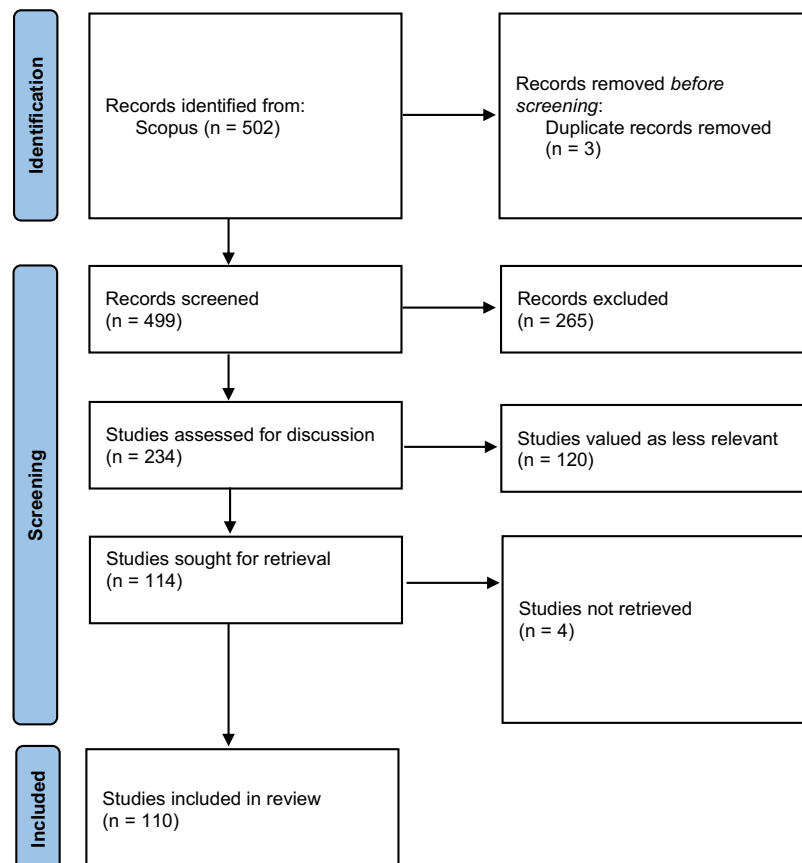 Identification
Records identified from:
Scopus (n = 502)
Records removed before
screening:
Duplicate records removed
(n = 3)
Screening
Records screened
(n = 499)
Records excluded
(n = 265)
Studies assessed for discussion
(n = 234)
Studies valued as less relevant
(n = 120)
Studies sought for retrieval
(n = 114)
Studies not retrieved
(n = 4)
Included
Studies included in review
(n = 110)